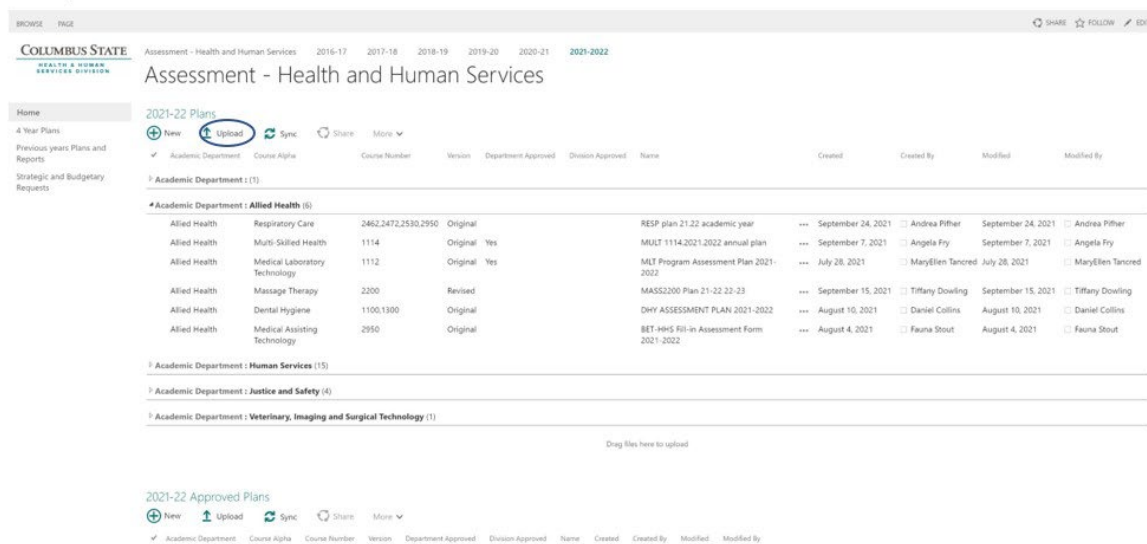 BROWSE PAGE SHARE FOLLOW EDI
COLUMBUS STATE
HEALTH & HUMAN
SERVICES DIVISION
Assessment - Health and Human Services 2016-17 2017-18 2018-19 2019-20 2020-21 2021-2022
Assessment - Health and Human Services
Home
4 Year Plans
Previous years Plans and
Reports
Strategic and Budgetary
Requests
2021-22 Plans
New Upload Sync Share More
Academic Department Course Alpha Course Number Version Department Approved Division Approved Name Created Created By Modified Modified By
Academic Department : (1)
Academic Department : Allied Health (6)
Allied Health Respiratory Care 2462,2472,2530,2950 Original RESP plan 21.22 academic year ... September 24, 2021 Andrea Pifher September 24, 2021 Andrea Pifher
Allied Health Multi-Skilled Health 1114 Original Yes MULT 1114.2021.2022 annual plan ... September 7, 2021 Angela Fry September 7, 2021 Angela Fry
Allied Health Medical Laboratory 1112 Original Yes MLT Program Assessment Plan 2021- ... July 28, 2021 MaryEllen Tancred July 28, 2021 MaryEllen Tancred
Technology 2022
Allied Health Massage Therapy 2200 Revised MASS2200 Plan 21-22 22-23 ... September 15, 2021 Tiffany Dowling September 15, 2021 Tiffany Dowling
Allied Health Dental Hygiene 1100,1300 Original DHY ASSESSMENT PLAN 2021-2022 ... August 10, 2021 Daniel Collins August 10, 2021 Daniel Collins
Allied Health Medical Assisting 2950 Original BET-HHS Fill-in Assessment Form ... August 4, 2021 Fauna Stout August 4, 2021 Fauna Stout
Technology 2021-2022
Academic Department : Human Services (15)
Academic Department : Justice and Safety (4)
Academic Department : Veterinary, Imaging and Surgical Technology (1)
Drag files here to upload
2021-22 Approved Plans
New Upload Sync Share More
Academic Department Course Alpha Course Number Version Department Approved Division Approved Name Created Created By Modified Modified By